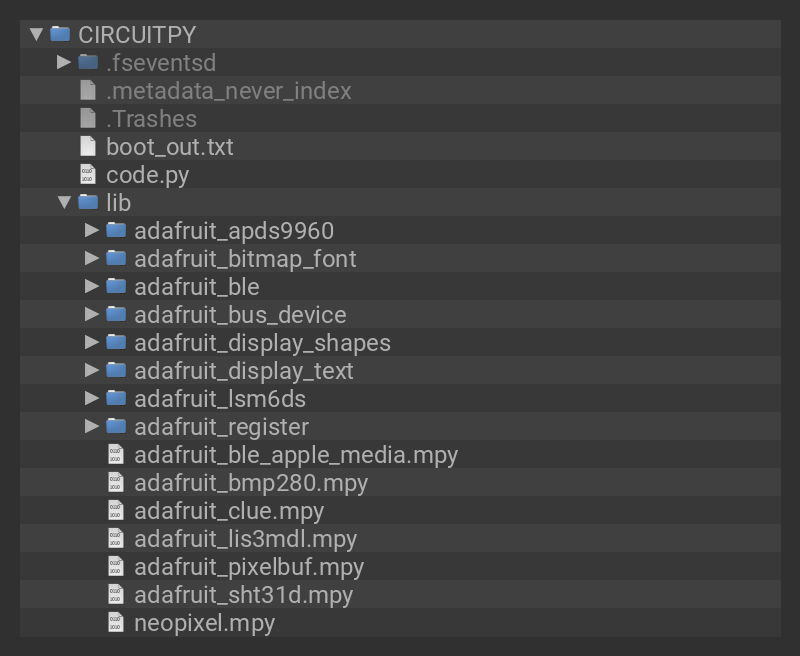 CIRCUITPY
.fseventsd
.metadata_never_index
.Trashes
boot_out.txt
code.py
lib
adafruit_apds9960
adafruit_bitmap_font
adafruit_ble
adafruit_bus_device
adafruit_display_shapes
adafruit_display_text
adafruit_lsm6ds
adafruit_register
adafruit_ble_apple_media.mpy
adafruit_bmp280.mpy
adafruit_clue.mpy
adafruit_lis3mdl.mpy
adafruit_pixelbuf.mpy
adafruit_sht31d.mpy
neopixel.mpy